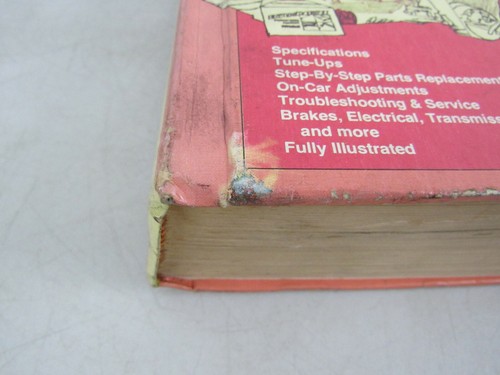 Specifications
Tune-Ups
Step-By-Step Parts Replacemen
On-Car Adjustments
Troubleshooting & Service
Brakes, Electrical, Transmiss
and more
Fully Illustrated